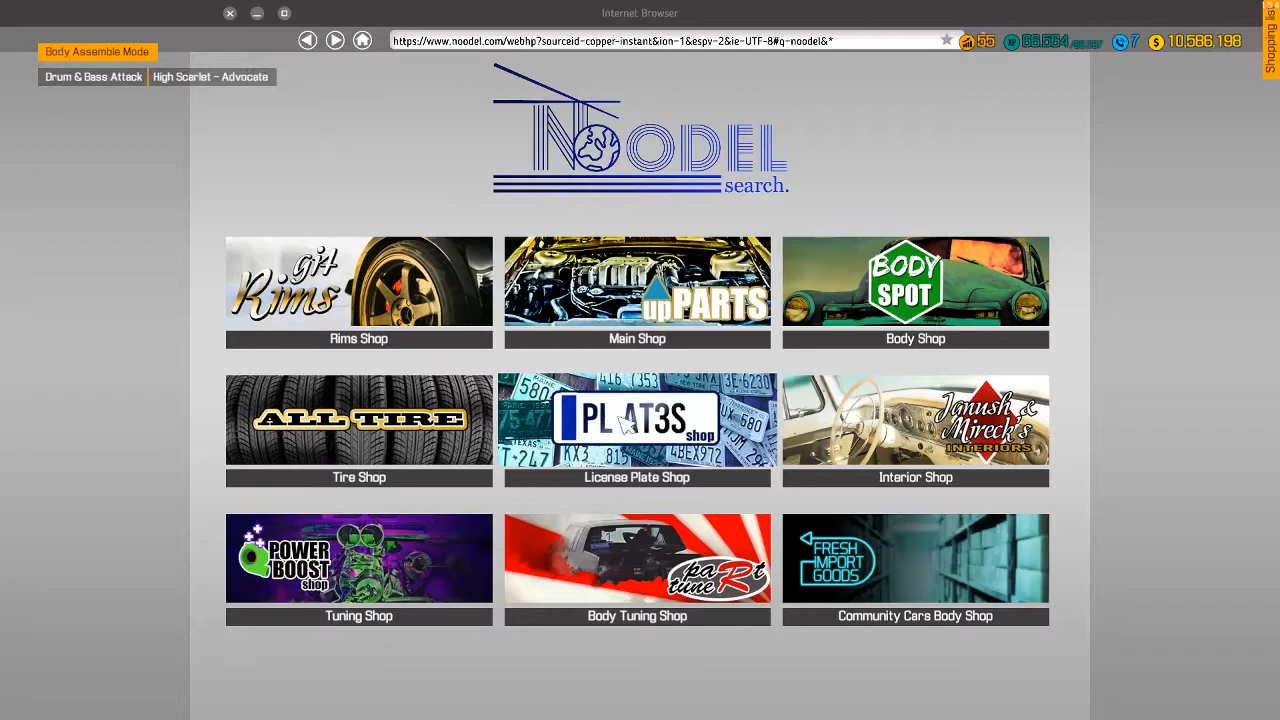 Internet Browser
Shopping list
https://www.noodel.com/webhp?sourceid-copper-instant&ion-1&espv-2&ie-UTF-8#q-noodel&*
55
7
10,586,198
Body Assemble Mode
Drum & Bass Attack
High Scarlet - Advocate
NOODEL
search.
git
Rims
upPARTS
BODY
SPOT
Rims Shop
Main Shop
Body Shop
ALL TIRE
580
PLAT3S
shop
Janush &
Mireck's
INTERIORS
Tire Shop
License Plate Shop
Interior Shop
POWER
BOOST
shop
paRt
tuneR
FRESH
IMPORT
GOODS
Tuning Shop
Body Tuning Shop
Community Cars Body Shop